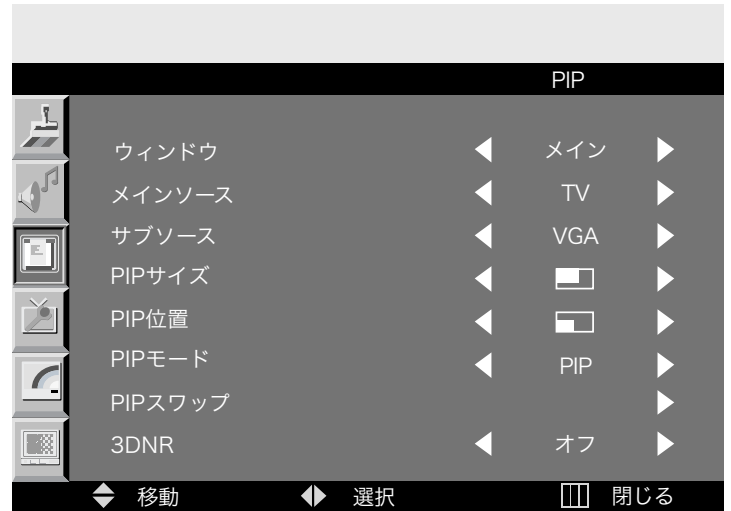 PIP
ウィンドウ メイン
メインソース TV
サブソース VGA
PIPサイズ
PIP位置
PIPモード PIP
PIPスワップ
3DNR オフ
移動 選択 閉じる